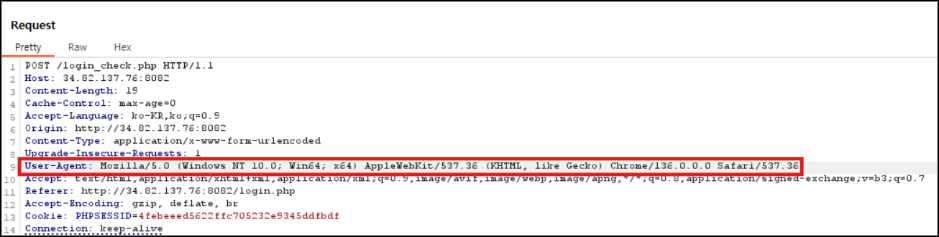 Request
Pretty Raw Hex
1 POST /login_check.php HTTP/1.1
2 Host: 34.82.137.76:8082
3 Content-Length: 19
4 Cache-Control: max-age=0
5 Accept-Language: ko-KR,ko;q=0.9
6 Origin: http://34.82.137.76:8082
7 Content-Type: application/x-www-form-urlencoded
8 Upgrade-Insecure-Requests: 1
9 User-Agent: Mozilla/5.0 (Windows NT 10.0; Win64; x64) AppleWebKit/537.36 (KHTML, like Gecko) Chrome/136.0.0.0 Safari/537.36
10 Accept: text/html,application/xhtml+xml,application/xml;q=0.9,image/avif,image/webp,image/apng,*/*;q=0.8,application/signed-exchange;v=b3;q=0.7
11 Referer: http://34.82.137.76:8082/login.php
12 Accept-Encoding: gzip, deflate, br
13 Cookie: PHPSESSID=4febeeed5622ffc705232e9345ddfbdf
14 Connection: keep-alive